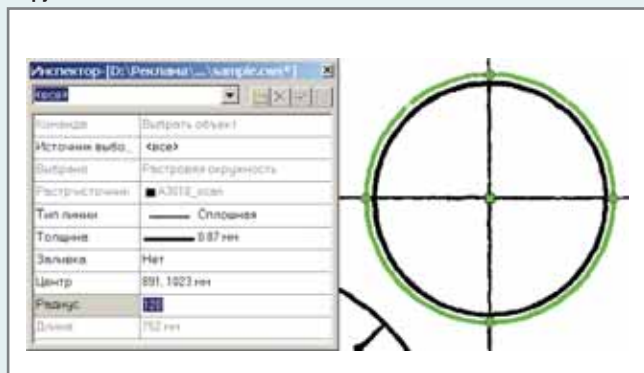 Инспектор-[D:\Реклама\...\sample.cws*]
<все>
Команда Выбрать объект
Источник выбо... <все>
Выбрано Растровая окружность
Растр-источник A3010_scan
Тип линии Сплошная
Толщина 0.87 мм
Заливка Нет
Центр 891, 1023 мм
Радиус 120
Длина 752 мм